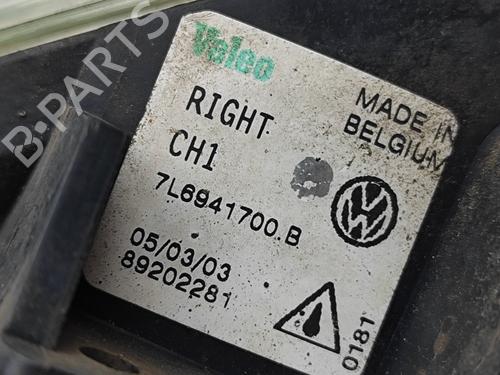 Valeo
RIGHT
CH1
7L6941700.B
05/03/03
89202281
MADE IN
BELGIUM
0181
B-PARTS